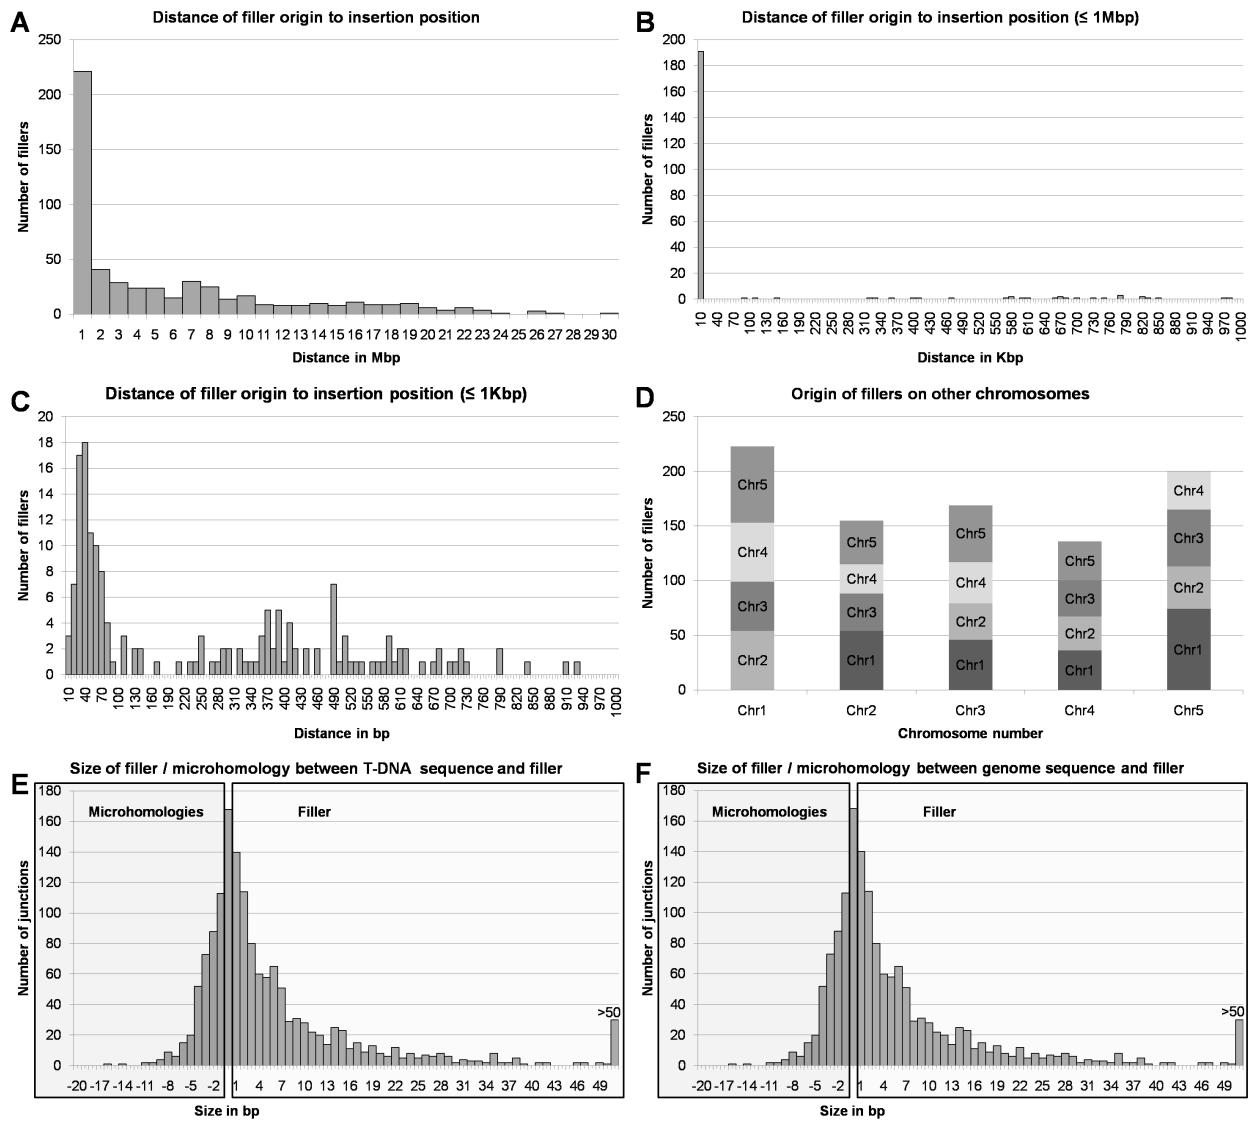 A
Distance of filler origin to insertion position
Number of fillers
250
200
150
100
50
0
1 2 3 4 5 6 7 8 9 10 11 12 13 14 15 16 17 18 19 20 21 22 23 24 25 26 27 28 29 30
Distance in Mbp
B
Distance of filler origin to insertion position (≤ 1Mbp)
Number of fillers
200
180
160
140
120
100
80
60
40
20
0
10 40 70 100 130 160 190 220 250 280 310 340 370 400 430 460 490 520 550 580 610 640 670 700 730 760 790 820 850 880 910 940 970 1000
Distance in Kbp
C
Distance of filler origin to insertion position (≤ 1Kbp)
Number of fillers
20
18
16
14
12
10
8
6
4
2
0
10 40 70 100 130 160 190 220 250 280 310 340 370 400 430 460 490 520 550 580 610 640 670 700 730 760 790 820 850 880 910 940 970 1000
Distance in bp
D
Origin of fillers on other chromosomes
Number of fillers
250
200
150
100
50
0
Chr5
Chr4
Chr3
Chr2
Chr5
Chr4
Chr3
Chr1
Chr5
Chr4
Chr2
Chr1
Chr5
Chr3
Chr2
Chr1
Chr4
Chr3
Chr2
Chr1
Chr1 Chr2 Chr3 Chr4 Chr5
Chromosome number
E
Size of filler / microhomology between T-DNA sequence and filler
Number of junctions
180
160
140
120
100
80
60
40
20
0
Microhomologies
Filler
>50
-20 -17 -14 -11 -8 -5 -2 1 4 7 10 13 16 19 22 25 28 31 34 37 40 43 46 49
Size in bp
F
Size of filler / microhomology between genome sequence and filler
Number of junctions
180
160
140
120
100
80
60
40
20
0
Microhomologies
Filler
>50
-20 -17 -14 -11 -8 -5 -2 1 4 7 10 13 16 19 22 25 28 31 34 37 40 43 46 49
Size in bp